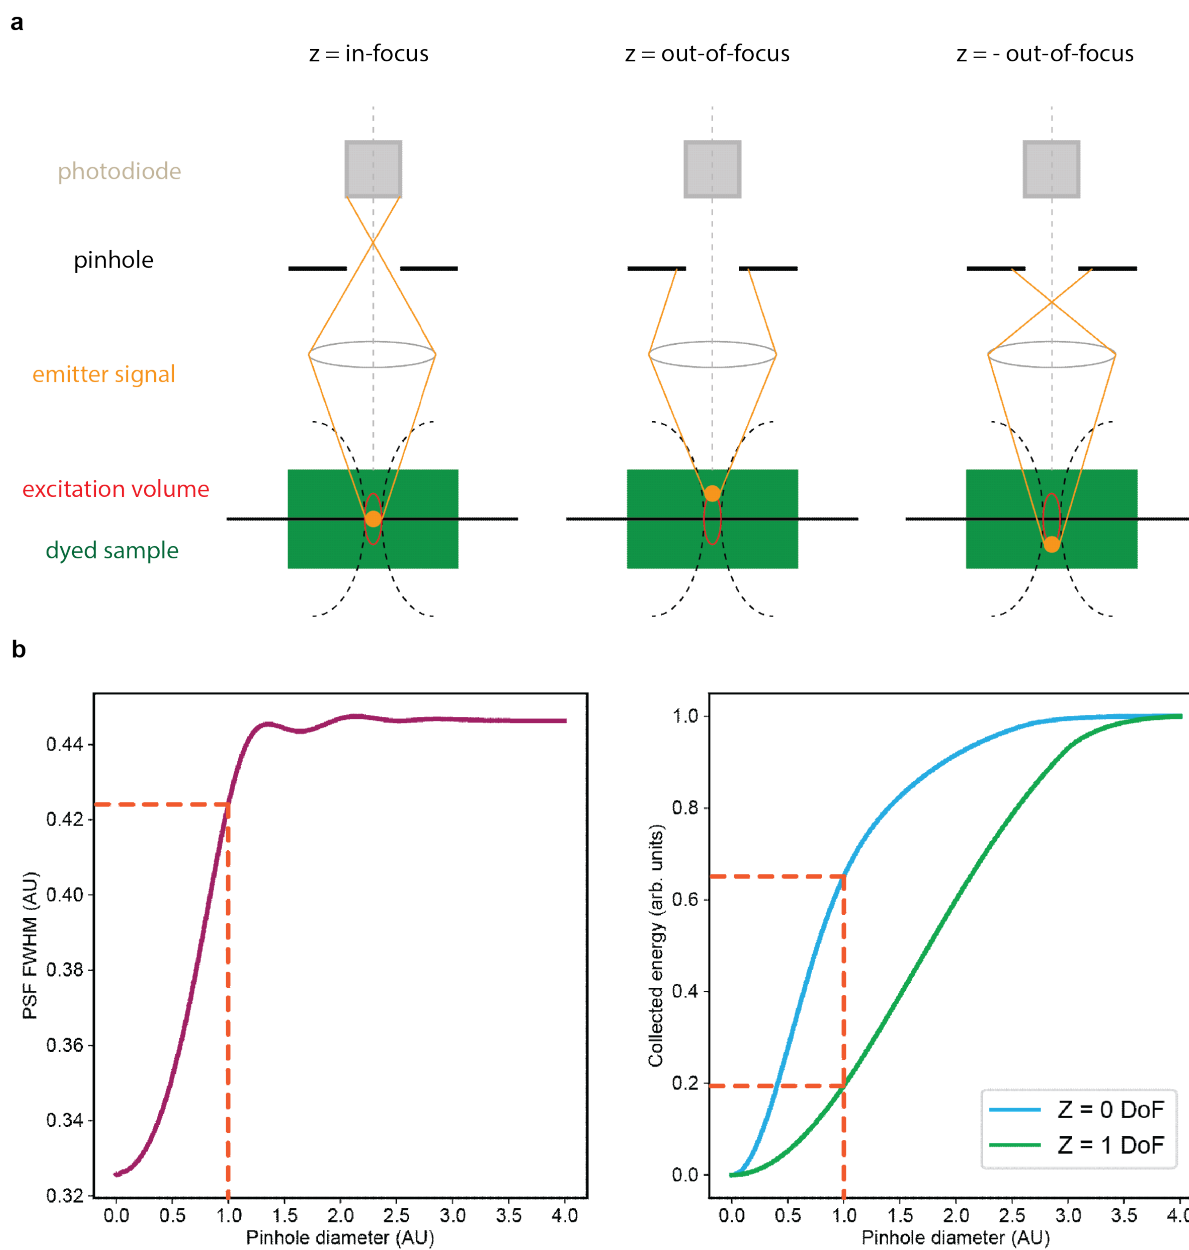 a
z = in-focus
z = out-of-focus
z = - out-of-focus
photodiode
pinhole
emitter signal
excitation volume
dyed sample
b
PSF FWHM (AU)
0.44
0.42
0.40
0.38
0.36
0.34
0.32
0.0 0.5 1.0 1.5 2.0 2.5 3.0 3.5 4.0
Pinhole diameter (AU)
Collected energy (arb. units)
1.0
0.8
0.6
0.4
0.2
0.0
Z = 0 DoF
Z = 1 DoF
0.0 0.5 1.0 1.5 2.0 2.5 3.0 3.5 4.0
Pinhole diameter (AU)